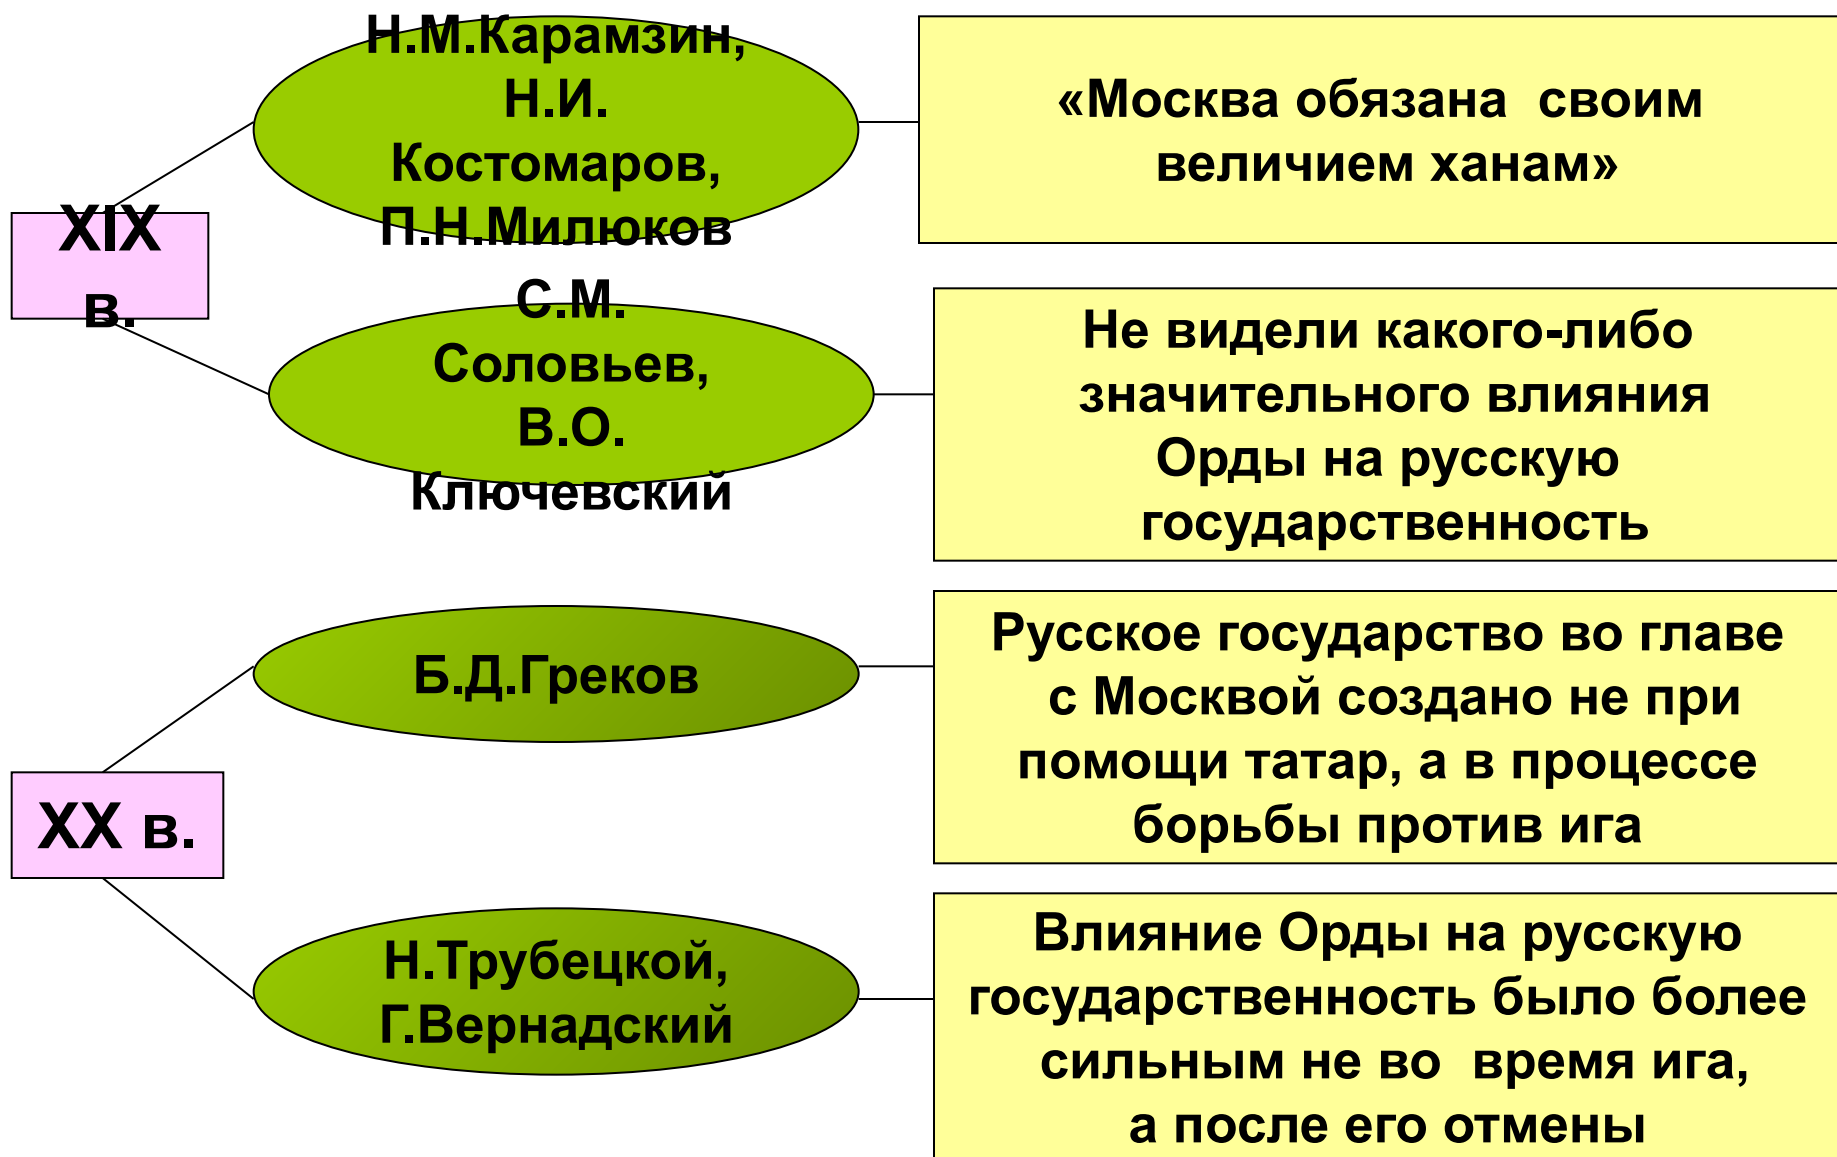 Н.М.Карамзин,
Н.И.
Костомаров,
П.Н.Милюков
«Москва обязана своим
величием ханам»
XIX
в.
С.М.
Соловьев,
В.О.
Ключевский
Не видели какого-либо
значительного влияния
Орды на русскую
государственность
XX в.
Б.Д.Греков
Русское государство во главе
с Москвой создано не при
помощи татар, а в процессе
борьбы против ига
Н.Трубецкой,
Г.Вернадский
Влияние Орды на русскую
государственность было более
сильным не во время ига,
а после его отмены